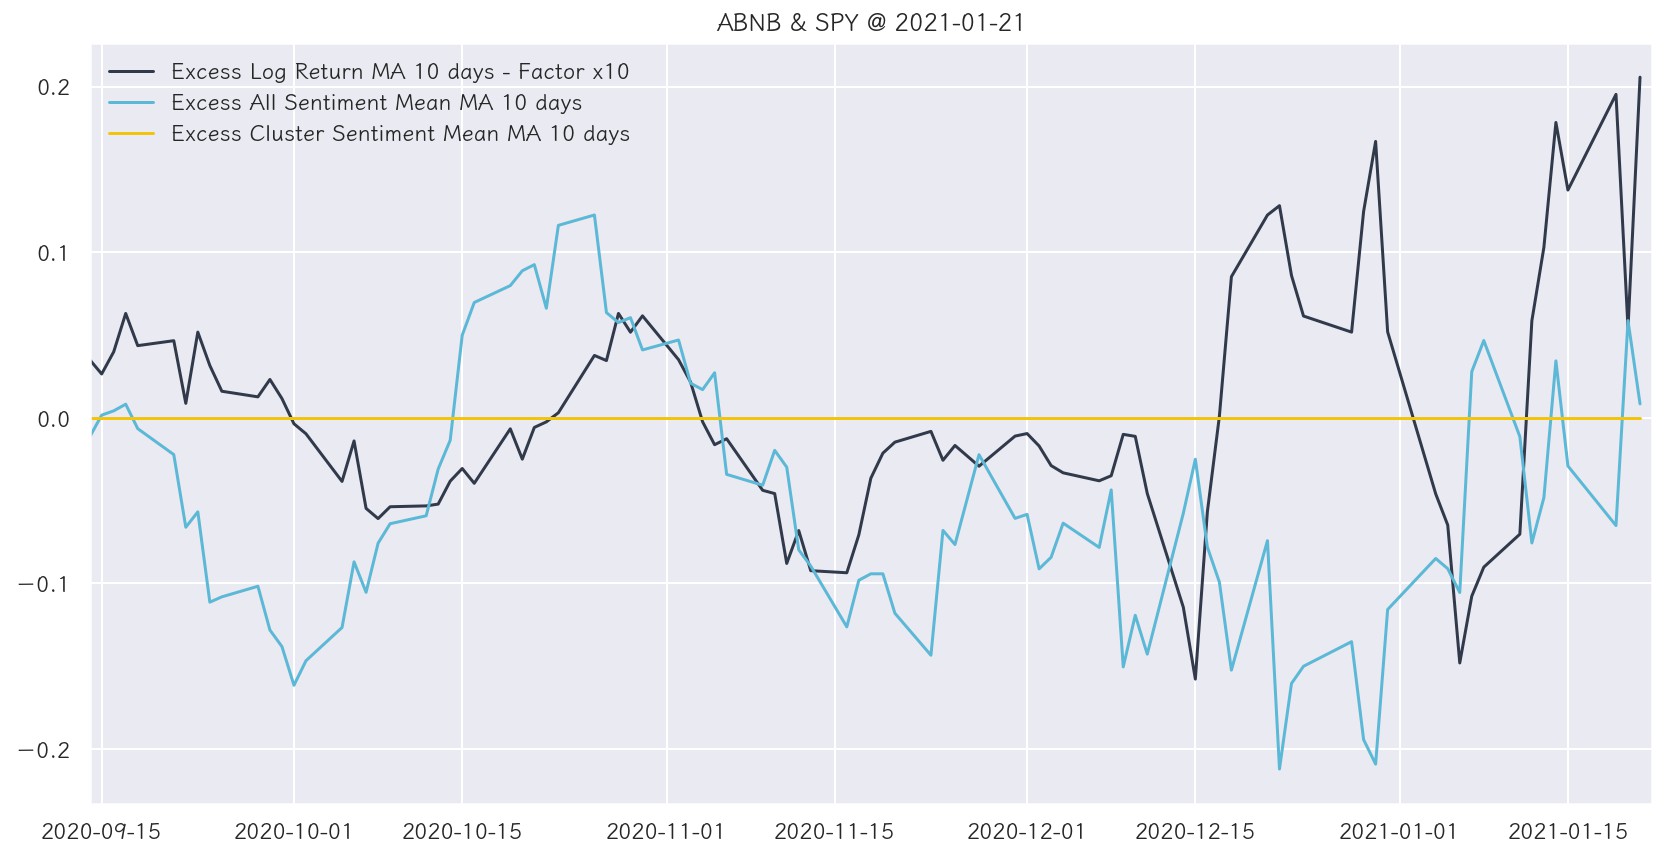 ABNB & SPY @ 2021-01-21
Excess Log Return MA 10 days - Factor x10
Excess All Sentiment Mean MA 10 days
Excess Cluster Sentiment Mean MA 10 days
0.2
0.1
0.0
−0.1
−0.2
2020-09-15 2020-10-01 2020-10-15 2020-11-01 2020-11-15 2020-12-01 2020-12-15 2021-01-01 2021-01-15